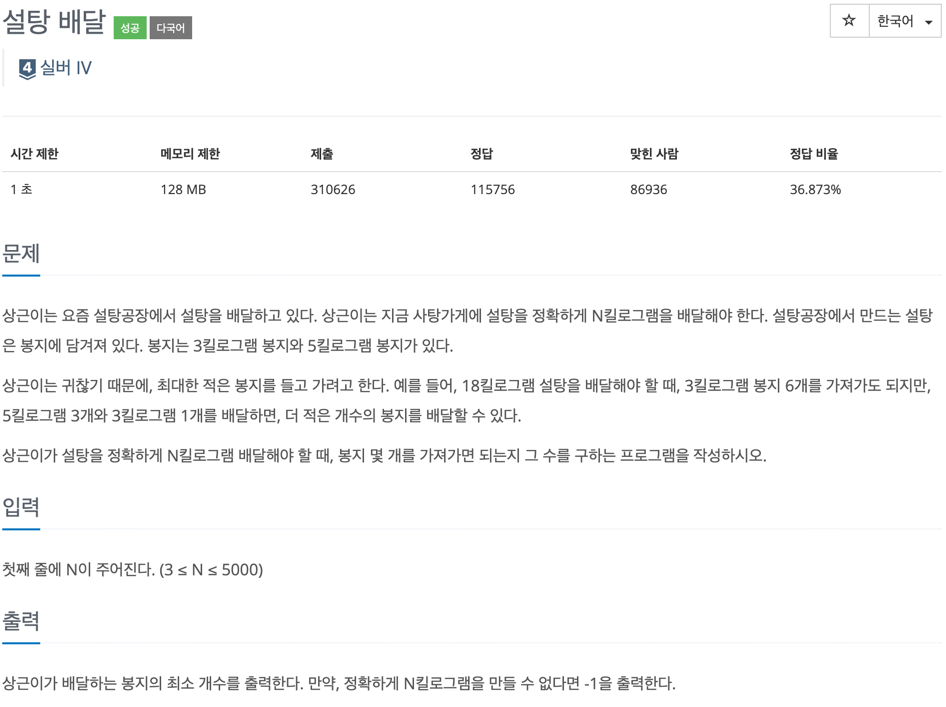 설탕 배달 성공 다국어
☆ 한국어
4 실버 IV
시간 제한 메모리 제한 제출 정답 맞힌 사람 정답 비율
1 초 128 MB 310626 115756 86936 36.873%
문제
상근이는 요즘 설탕공장에서 설탕을 배달하고 있다. 상근이는 지금 사탕가게에 설탕을 정확하게 N킬로그램을 배달해야 한다. 설탕공장에서 만드는 설탕
은 봉지에 담겨져 있다. 봉지는 3킬로그램 봉지와 5킬로그램 봉지가 있다.
상근이는 귀찮기 때문에, 최대한 적은 봉지를 들고 가려고 한다. 예를 들어, 18킬로그램 설탕을 배달해야 할 때, 3킬로그램 봉지 6개를 가져가도 되지만,
5킬로그램 3개와 3킬로그램 1개를 배달하면, 더 적은 개수의 봉지를 배달할 수 있다.
상근이가 설탕을 정확하게 N킬로그램 배달해야 할 때, 봉지 몇 개를 가져가면 되는지 그 수를 구하는 프로그램을 작성하시오.
입력
첫째 줄에 N이 주어진다. (3 ≤ N ≤ 5000)
출력
상근이가 배달하는 봉지의 최소 개수를 출력한다. 만약, 정확하게 N킬로그램을 만들 수 없다면 -1을 출력한다.